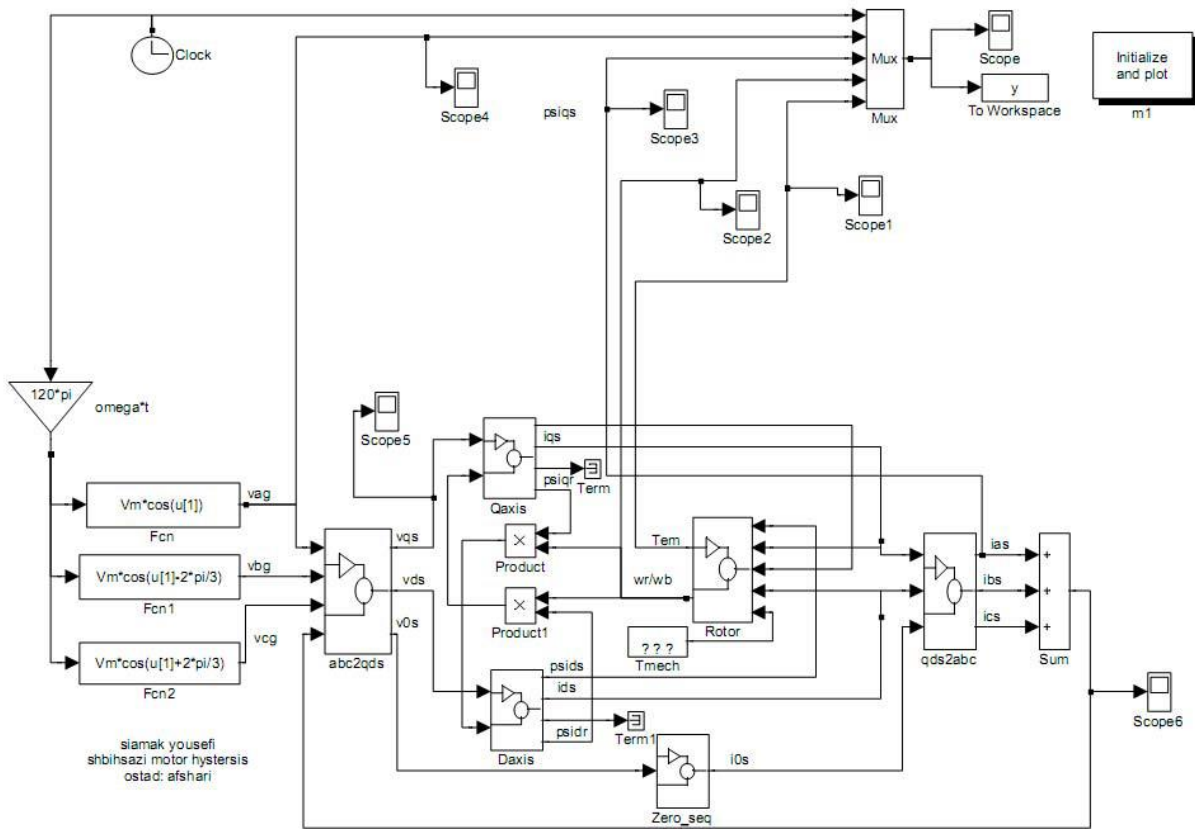 Clock
Scope4
psiqs
Scope3
Scope2
Scope1
Mux
Mux
Scope
y
To Workspace
Initialize
and plot
m1
120*pi
omega*t
Vm*cos(u[1])
vag
Fcn
Vm*cos(u[1]-2*pi/3)
vbg
Fcn1
Vm*cos(u[1]+2*pi/3)
vcg
Fcn2
Scope5
vqs
vds
v0s
abc2qds
iqs
psiqr
Term
Qaxis
Product
Product1
Tem
wr/wb
Rotor
? ? ?
Tmech
psids
ids
psidr
Term1
Daxis
i0s
Zero_seq
qds2abc
ias
ibs
ics
+
+
+
Sum
Scope6
siamak yousefi
shbihsazi motor hystersis
ostad: afshari